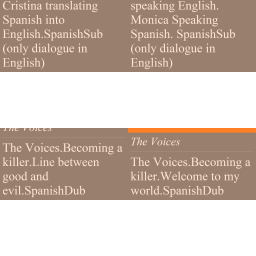 Cristina translating
Spanish into
English.SpanishSub
(only dialogue in
English)
speaking English.
Monica Speaking
Spanish. SpanishSub
(only dialogue in
English)
The Voices
The Voices.Becoming a
killer.Line between
good and
evil.SpanishDub
The Voices
The Voices.Becoming a
killer.Welcome to my
world.SpanishDub